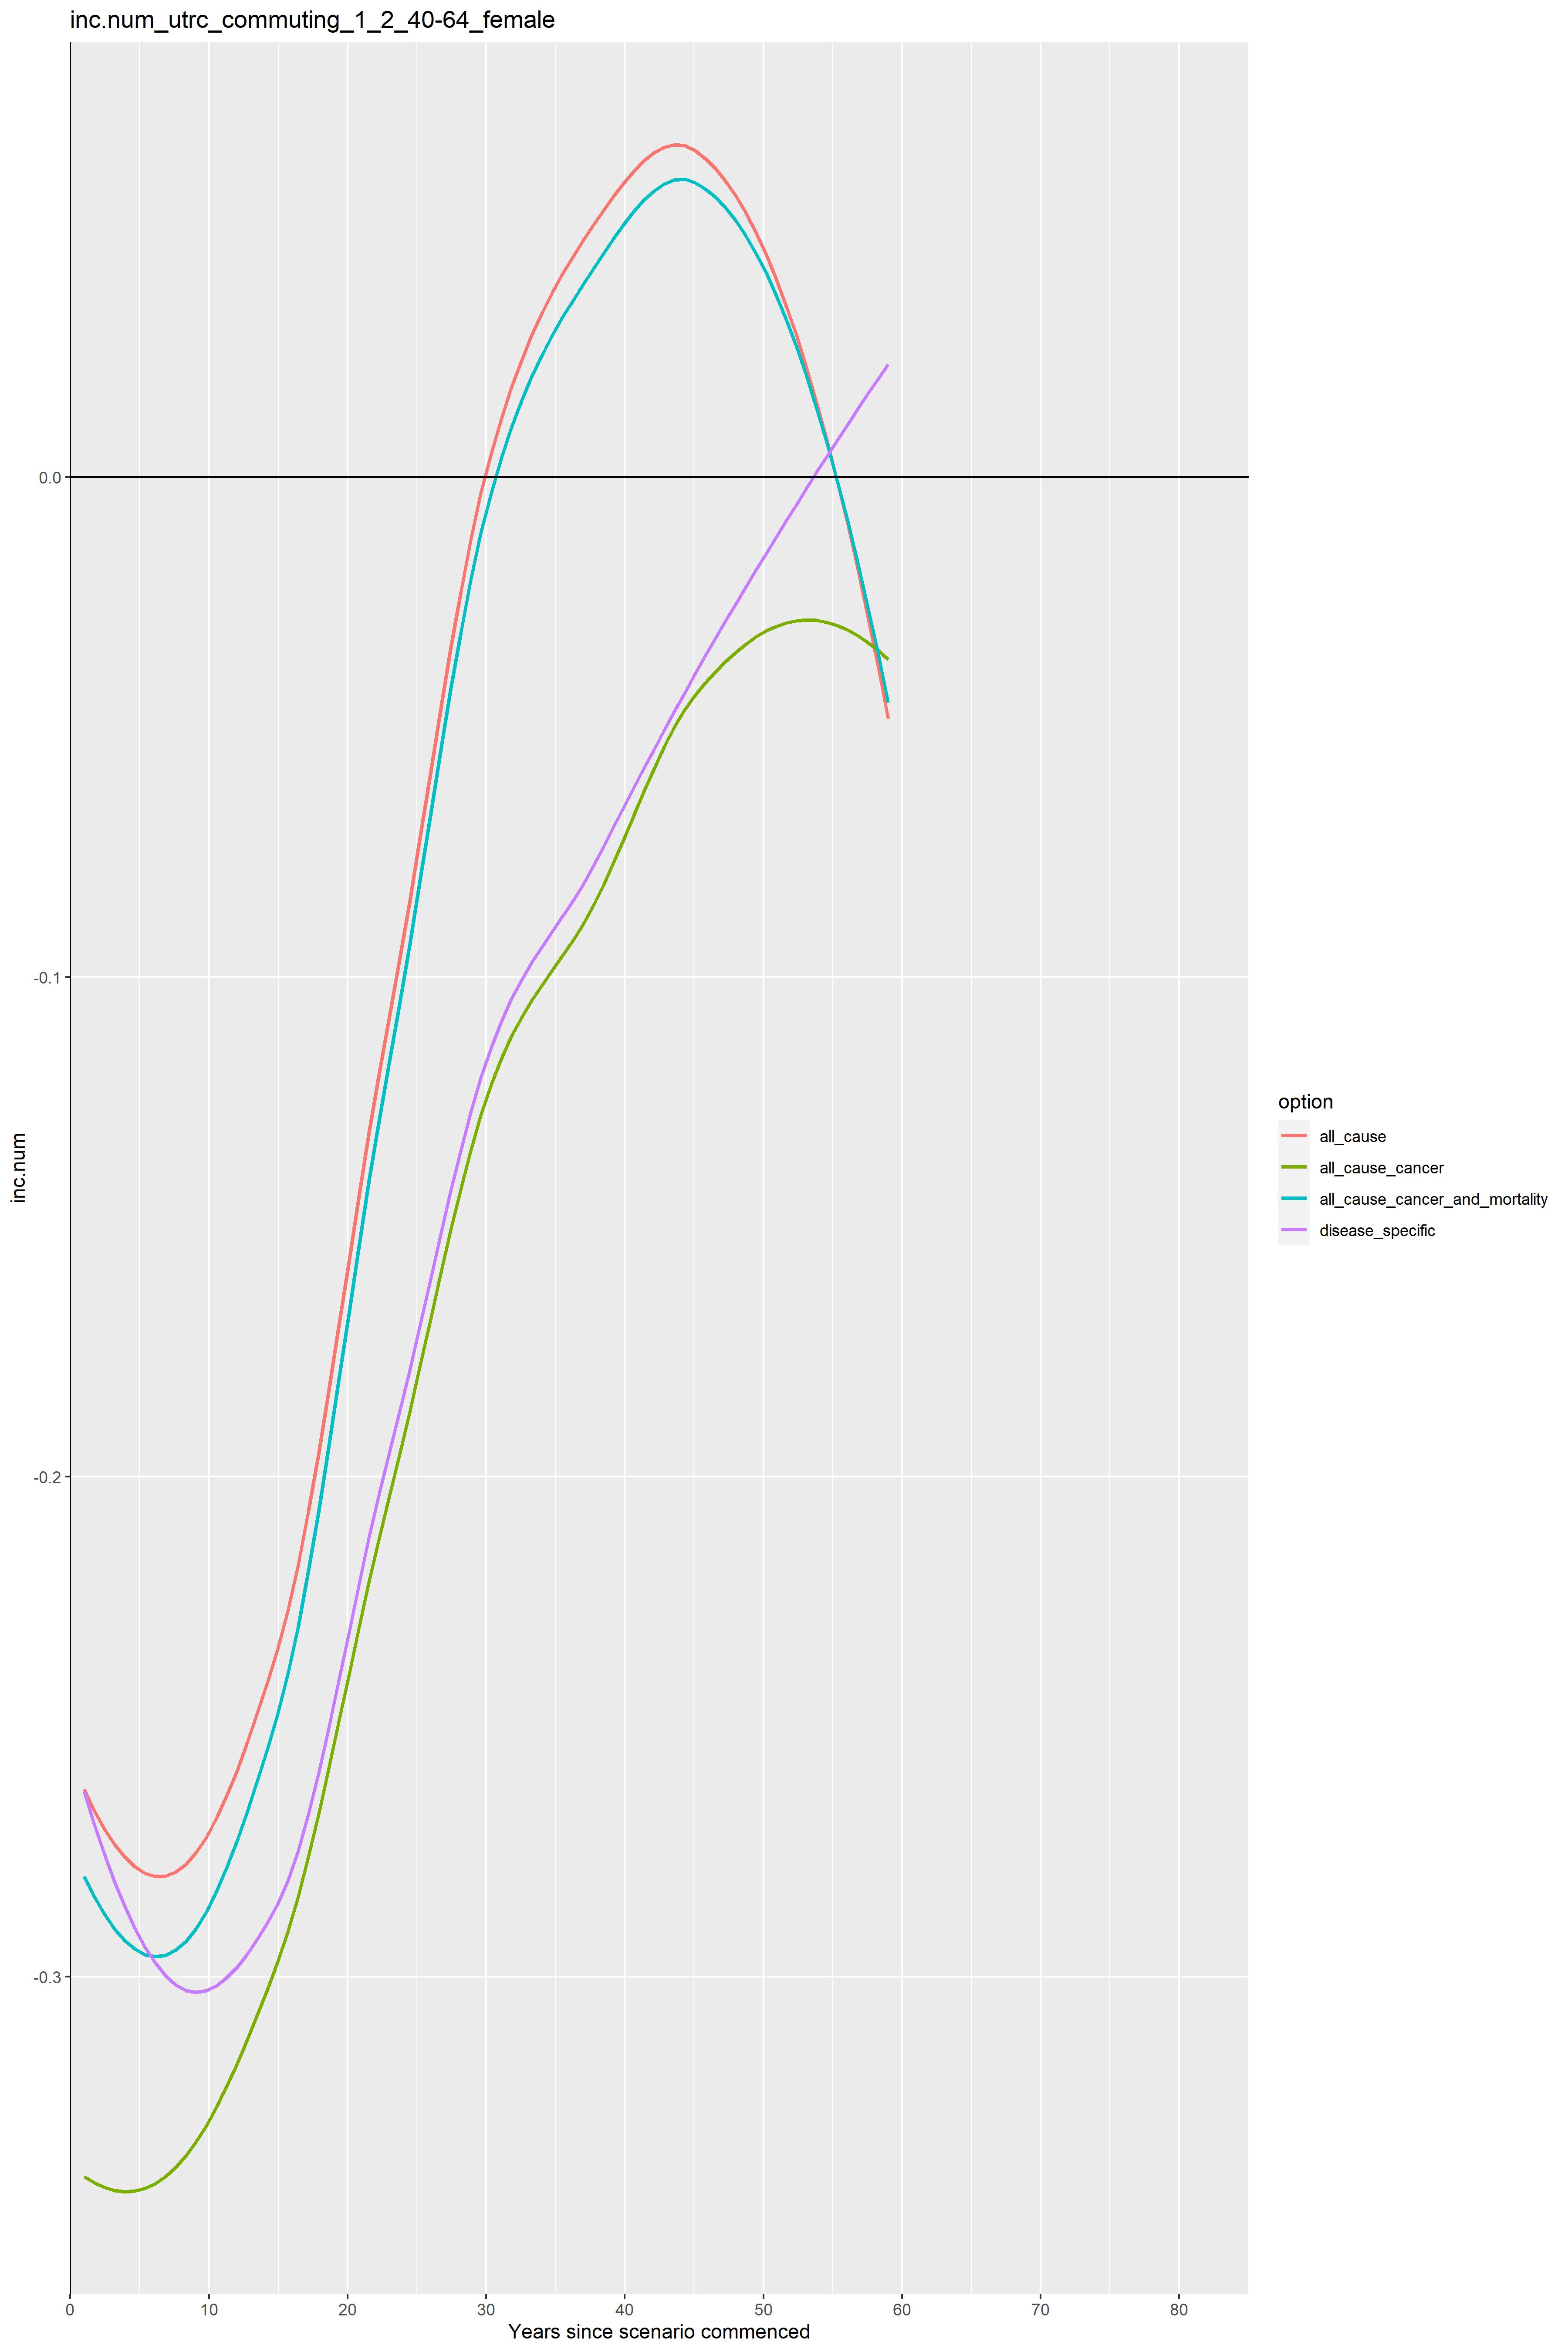 inc.num_utrc_commuting_1_2_40-64_female
inc.num
0.0
-0.1
-0.2
-0.3
0 10 20 30 40 50 60 70 80
Years since scenario commenced
option
all_cause
all_cause_cancer
all_cause_cancer_and_mortality
disease_specific